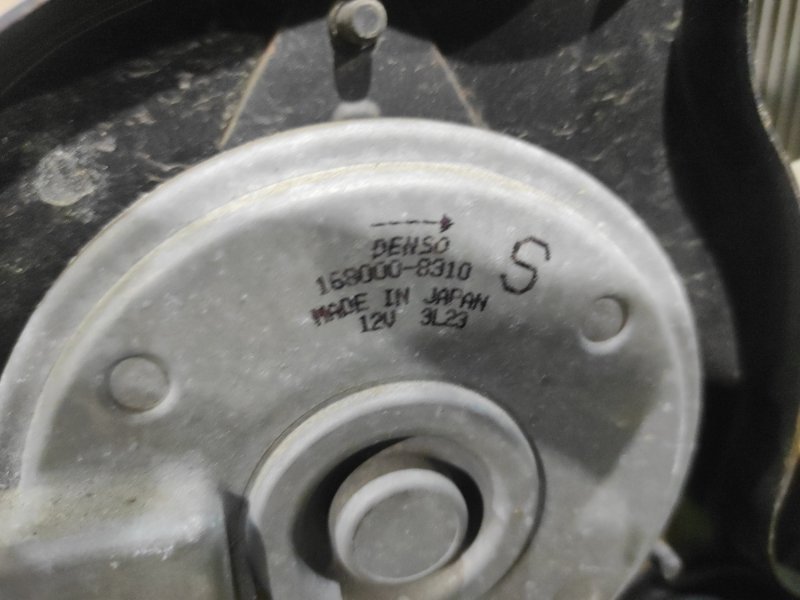 DENSO
168000-8310
S
MADE IN JAPAN
12V 3L23